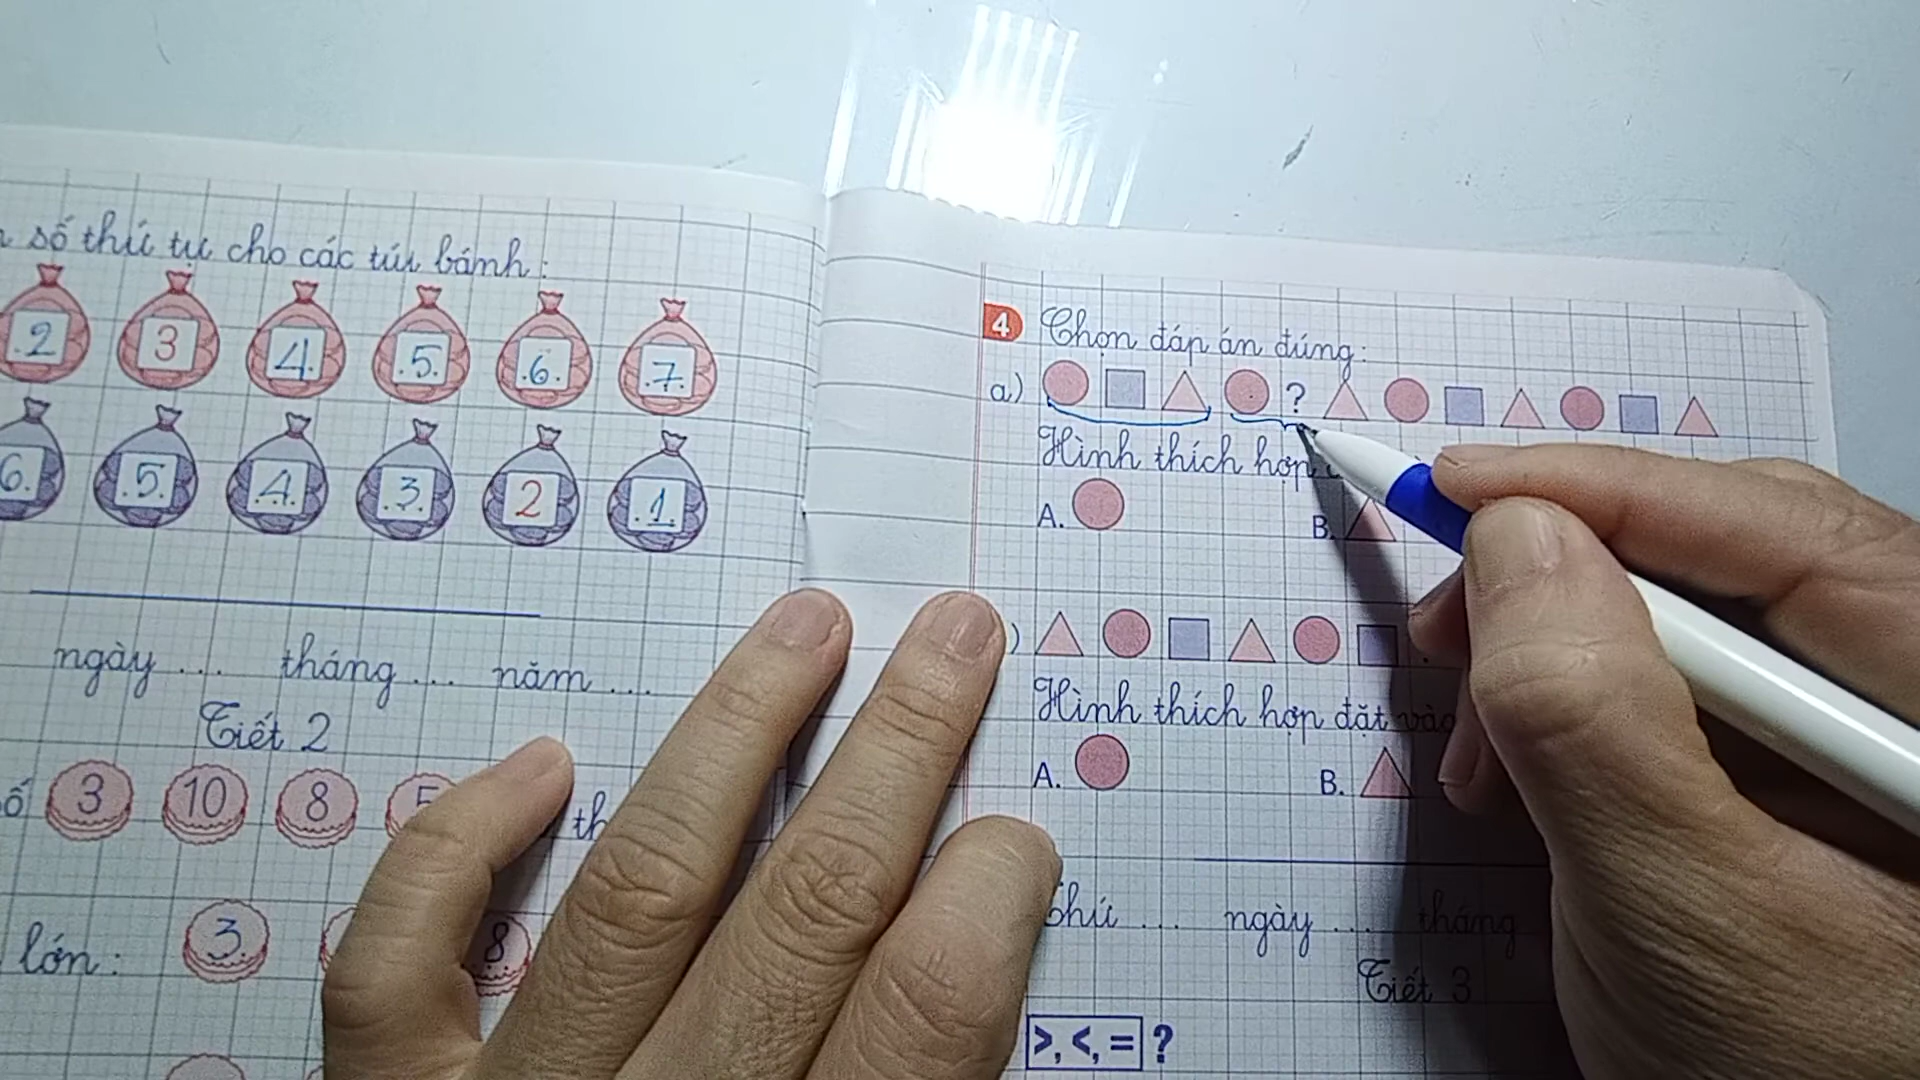 số thứ tự cho các túi bánh:
2 3 4 5 6 7
6 5 4 3 2 1
ngày ... tháng ... năm ...
Tiết 2
3 10 8
lớn: 3 8
4 Chọn đáp án đúng:
a) ?
Hình thích hợp
A. B.
)
Hình thích hợp đặt vào
A. B.
Thứ ... ngày ... tháng
Tiết 3
>, <, = ?